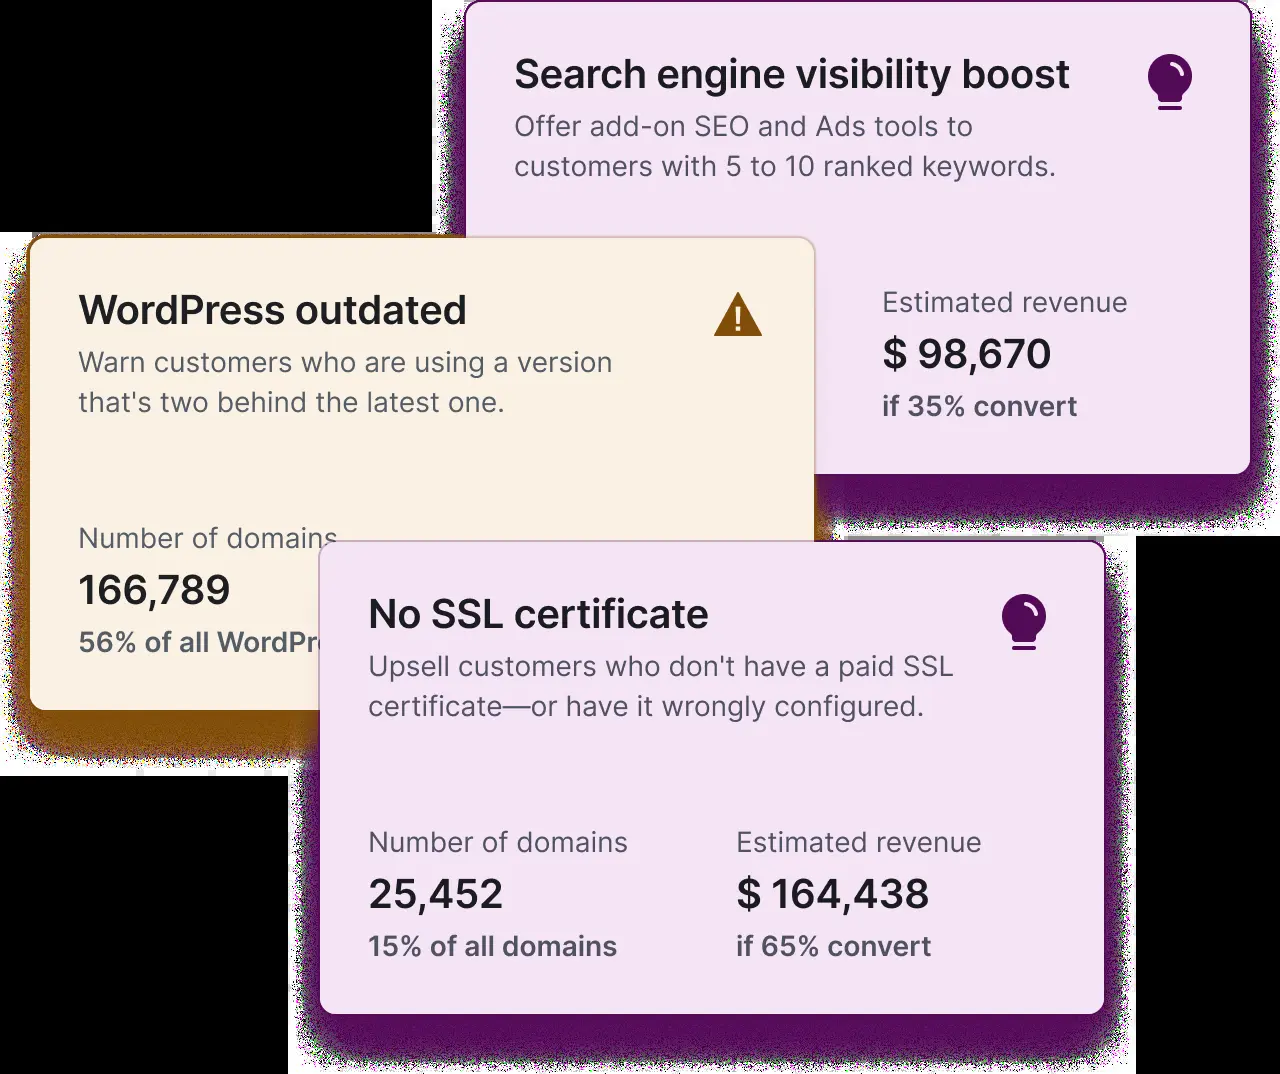 Search engine visibility boost
Offer add-on SEO and Ads tools to
customers with 5 to 10 ranked keywords.
Estimated revenue
$ 98,670
if 35% convert
WordPress outdated
Warn customers who are using a version
that's two behind the latest one.
Number of domains
166,789
56% of all
No SSL certificate
Upsell customers who don't have a paid SSL
certificate—or have it wrongly configured.
Number of domains
25,452
15% of all domains
Estimated revenue
$ 164,438
if 65% convert